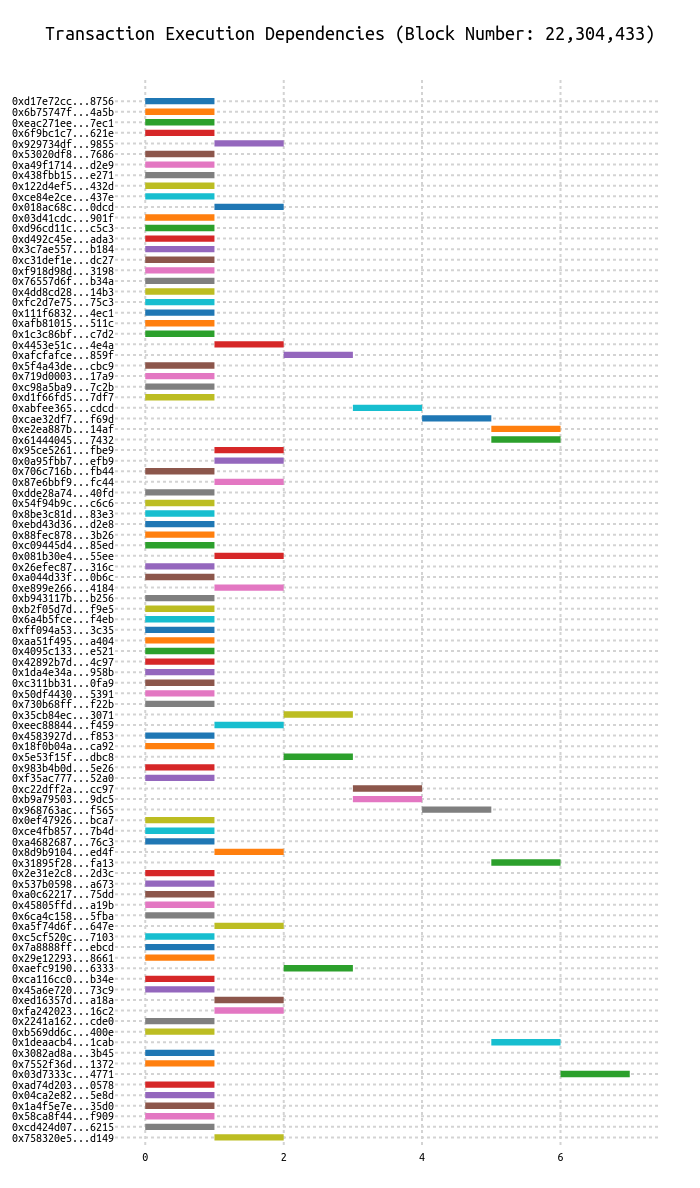 Transaction Execution Dependencies (Block Number: 22,304,433)
0xd17e72cc...8756
0x6b75747f...4a5b
0xeac271ee...7ec1
0x6f9bc1c7...621e
0x929734df...9855
0x53020df8...7686
0xa49f1714...d2e9
0x438fbb15...e271
0x122d4ef5...432d
0xce84e2ce...437e
0x018ac68c...0dcd
0x03d41cdc...901f
0xd96cd11c...c5c3
0xd492c45e...ada3
0x3c7ae557...b184
0xc31def1e...dc27
0xf918d98d...3198
0x76557d6f...b34a
0x4dd8cd28...14b3
0xfc2d7e75...75c3
0x111f6832...4ec1
0xafb81015...511c
0x1c3c86bf...c7d2
0x4453e51c...4e4a
0xafcfafce...859f
0x5f4a43de...cbc9
0x719d0003...17a9
0xc98a5ba9...7c2b
0xd1f66fd5...7df7
0xabfee365...cdcd
0xcae32df7...f69d
0xe2ea887b...14af
0x61444045...7432
0x95ce5261...fbe9
0x0a95fbb7...efb9
0x706c716b...fb44
0x87e6bbf9...fc44
0xdde28a74...40fd
0x54f94b9c...c6c6
0x8be3c81d...83e3
0xebd43d36...d2e8
0x88fec878...3b26
0xc09445d4...85ed
0x081b30e4...55ee
0x26efec87...316c
0xa044d33f...0b6c
0xe899e266...4184
0xb943117b...b256
0xb2f05d7d...f9e5
0x6a4b5fce...f4eb
0xff094a53...3c35
0xaa51f495...a404
0x4095c133...e521
0x42892b7d...4c97
0x1da4e34a...958b
0xc311bb31...0fa9
0x50df4430...5391
0x730b68ff...f22b
0x35cb84ec...3071
0xeec88844...f459
0x4583927d...f853
0x18f0b04a...ca92
0x5e53f15f...dbc8
0x983b4b0d...5e26
0xf35ac777...52a0
0xc22dff2a...cc97
0xb9a79503...9dc5
0x968763ac...f565
0x0ef47926...bca7
0xce4fb857...7b4d
0xa4682687...76c3
0x8d9b9104...ed4f
0x31895f28...fa13
0x2e31e2c8...2d3c
0x537b0598...a673
0xa0c62217...75dd
0x45805ffd...a19b
0x6ca4c158...5fba
0xa5f74d6f...647e
0xc5cf520c...7103
0x7a8888ff...ebcd
0x29e12293...8661
0xaefc9190...6333
0xca116cc0...b34e
0x45a6e720...73c9
0xed16357d...a18a
0xfa242023...16c2
0x2241a162...cde0
0xb569dd6c...400e
0x1deaacb4...1cab
0x3082ad8a...3b45
0x7552f36d...1372
0x03d7333c...4771
0xad74d203...0578
0x04ca2e82...5e8d
0x1a4f5e7e...35d0
0x58ca8f44...f909
0xcd424d07...6215
0x758320e5...d149
0 2 4 6